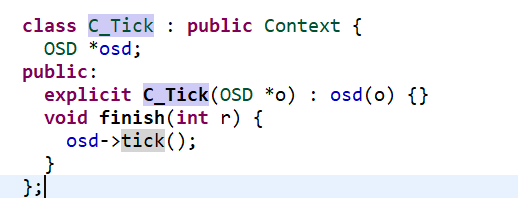 class C_Tick : public Context {
  OSD *osd;
public:
  explicit C_Tick(OSD *o) : osd(o) {}
  void finish(int r) {
    osd->tick();
  }
};